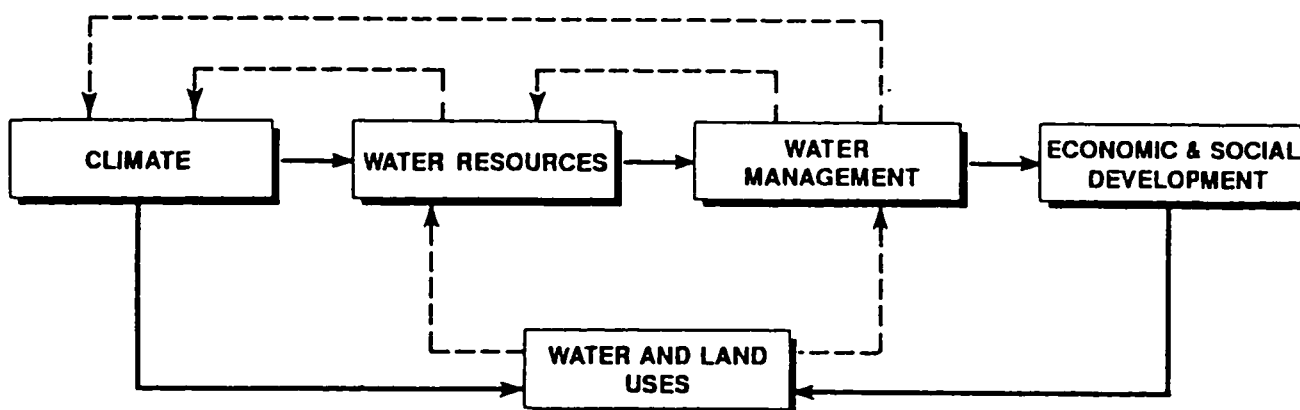 CLIMATE
WATER RESOURCES
WATER
MANAGEMENT
ECONOMIC & SOCIAL
DEVELOPMENT
WATER AND LAND
USES